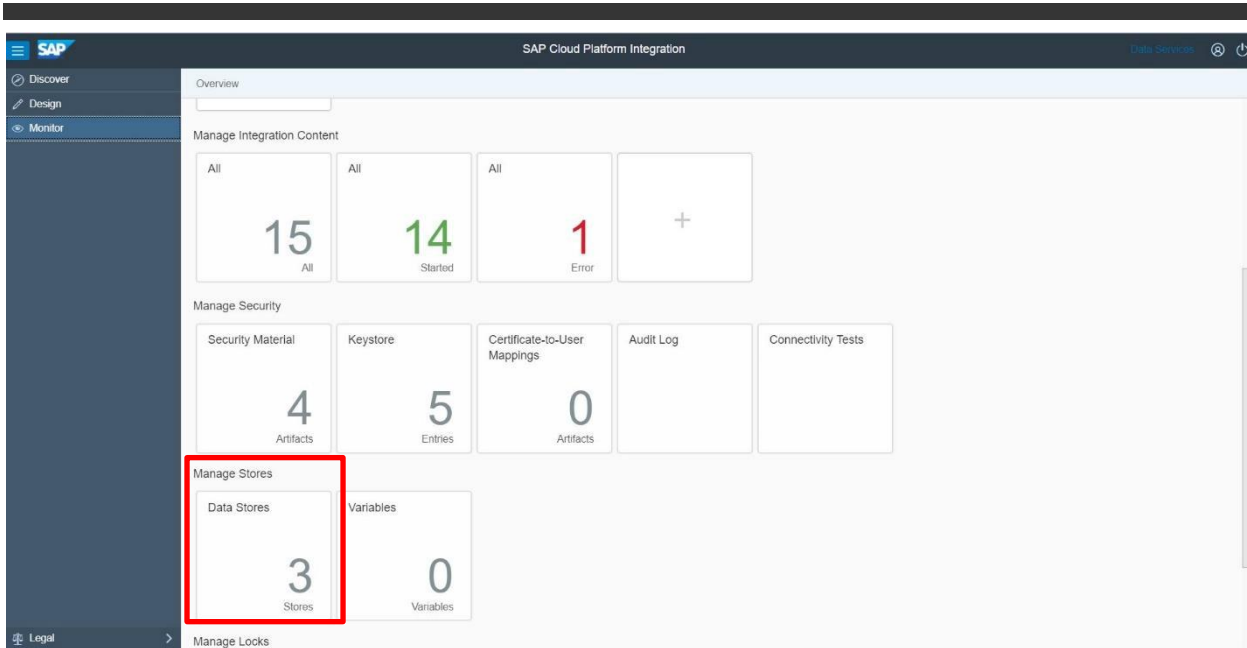 SAP
SAP Cloud Platform Integration
Data Services
Discover
Design
Monitor
Legal
Overview
Manage Integration Content
All
15
All
All
14
Started
All
1
Error
+
Manage Security
Security Material
4
Artifacts
Keystore
5
Entries
Certificate-to-User
Mappings
0
Artifacts
Audit Log
Connectivity Tests
Manage Stores
Data Stores
3
Stores
Variables
0
Variables
Manage Locks